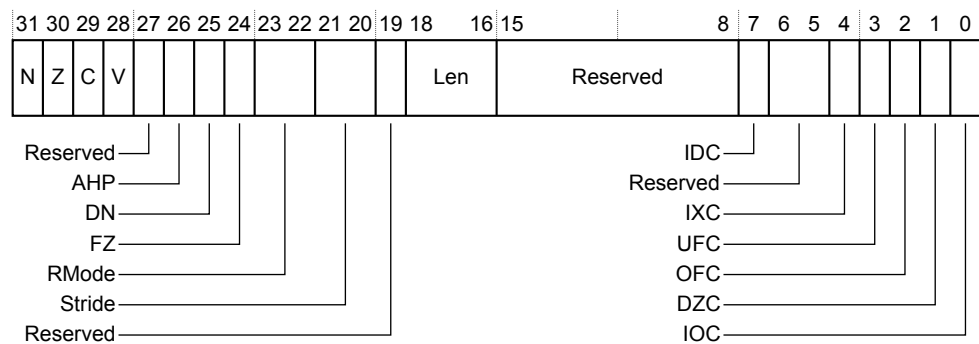 31 30 29 28 27 26 25 24 23 22 21 20 19 18 16 15 8 7 6 5 4 3 2 1 0
N Z C V Len Reserved
Reserved IDC
AHP Reserved
DN IXC
FZ UFC
RMode OFC
Stride DZC
Reserved IOC